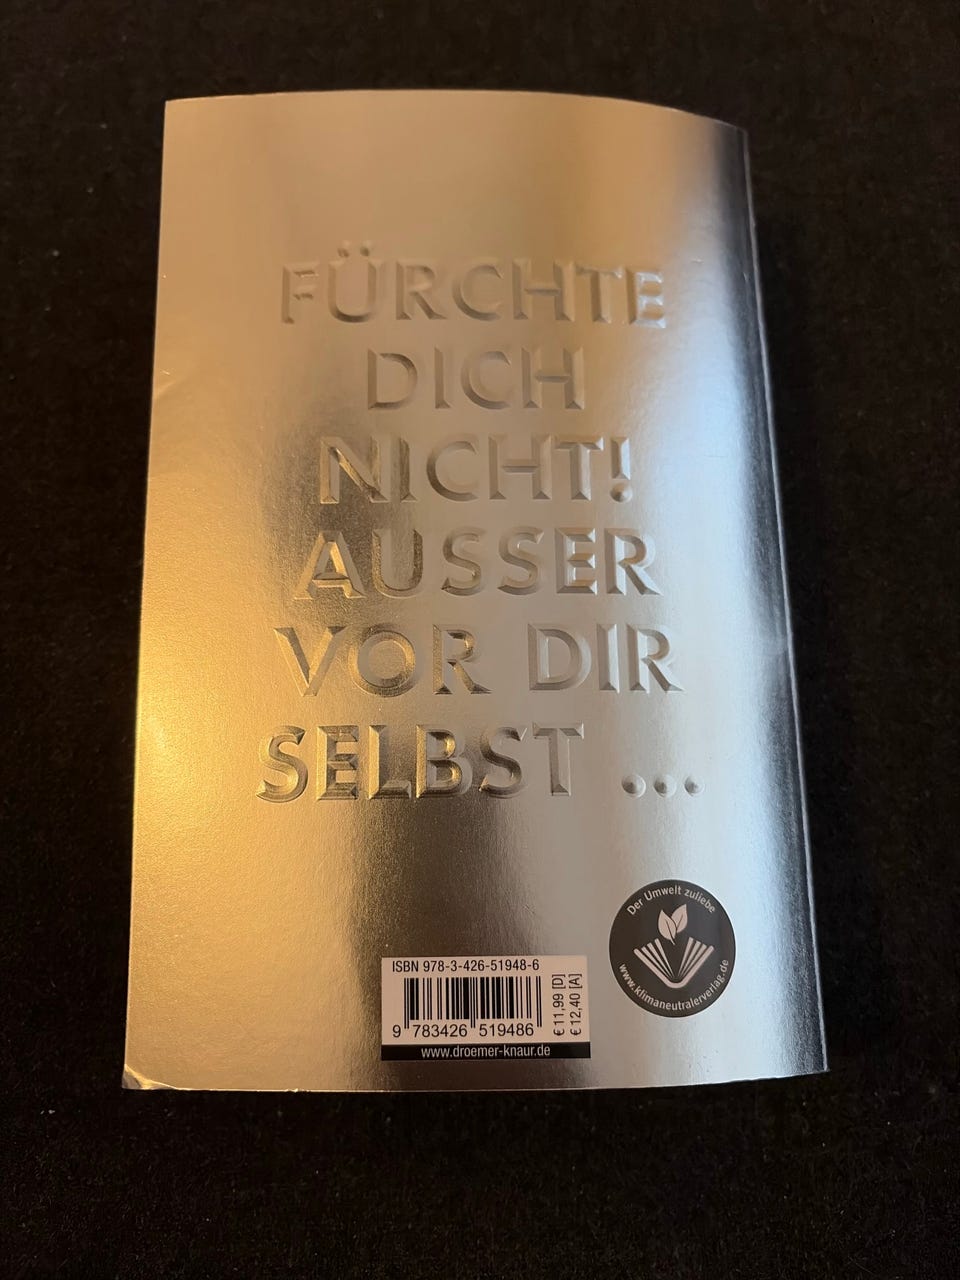 FÜRCHTE
DICH
NICHT!
AUSSER
VOR DIR
SELBST ...
Der Umwelt zuliebe
www.klimaneutralerverlag.de
ISBN 978-3-426-51948-6
9 783426 519486
€ 11,99 [D]
€ 12,40 [A]
www.droemer-knaur.de